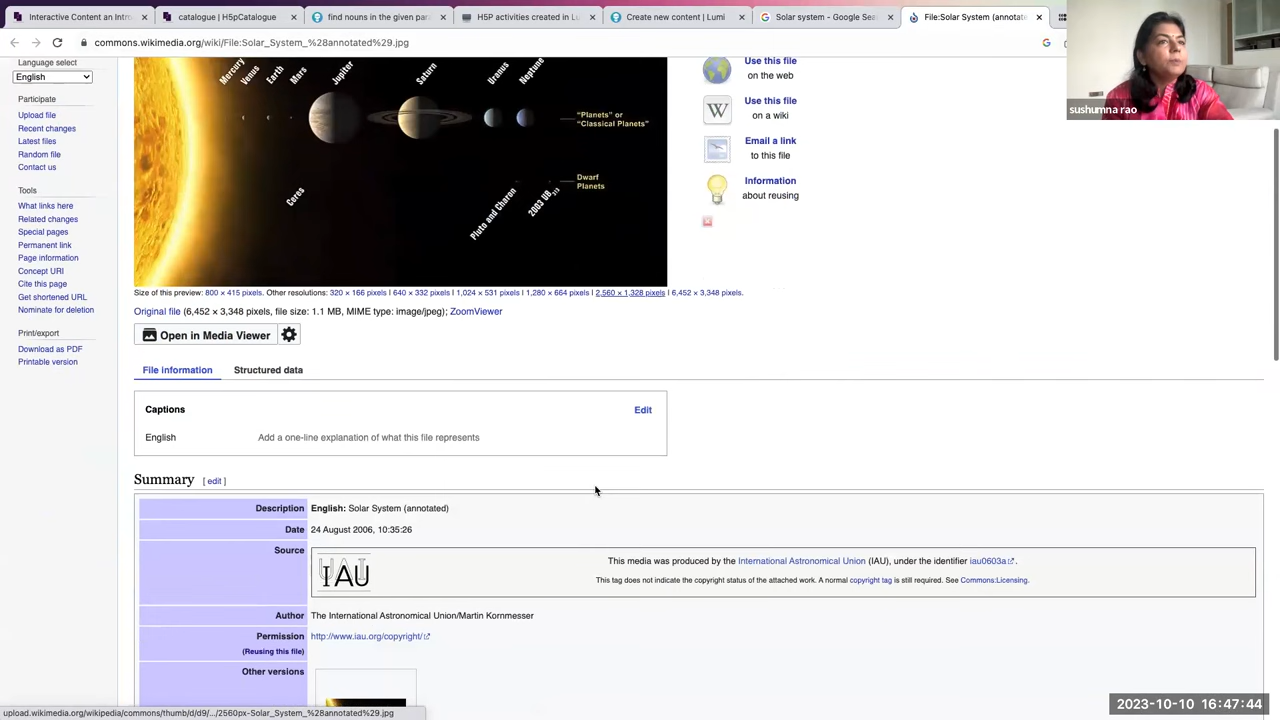 Interactive Content an Intr
catalogue | H5pCatalogue
find nouns in the given par
H5P activities created in Lu
Create new content | Lumi
Solar system - Google Sea
File:Solar System (annotati
commons.wikimedia.org/wiki/File:Solar_System_%28annotated%29.jpg
sushumna rao
Language select
English
Participate
Upload file
Recent changes
Latest files
Random file
Contact us
Tools
What links here
Related changes
Special pages
Permanent link
Page information
Concept URI
Cite this page
Get shortened URL
Nominate for deletion
Print/export
Download as PDF
Printable version
Mercury
Venus
Earth
Mars
Jupiter
Saturn
Uranus
Neptune
"Planets" or
"Classical Planets"
Ceres
Pluto and Charon
2003 UB313
Dwarf
Planets
Use this file
on the web
W
Use this file
on a wiki
Email a link
to this file
Information
about reusing
Size of this preview: 800 × 415 pixels. Other resolutions: 320 × 166 pixels | 640 × 332 pixels | 1,024 × 531 pixels | 1,280 × 664 pixels | 2,560 × 1,328 pixels | 6,452 × 3,348 pixels.
Original file (6,452 × 3,348 pixels, file size: 1.1 MB, MIME type: image/jpeg); ZoomViewer
Open in Media Viewer
File information
Structured data
Captions
Edit
English
Add a one-line explanation of what this file represents
Summary [ edit ]
Description
English: Solar System (annotated)
Date
24 August 2006, 10:35:26
Source
IAU
This media was produced by the International Astronomical Union (IAU), under the identifier iau0603a.
This tag does not indicate the copyright status of the attached work. A normal copyright tag is still required. See Commons:Licensing.
Author
The International Astronomical Union/Martin Kornmesser
Permission
(Reusing this file)
http://www.iau.org/copyright/
Other versions
upload.wikimedia.org/wikipedia/commons/thumb/d/d9/.../2560px-Solar_System_%28annotated%29.jpg
2023-10-10 16:47:44